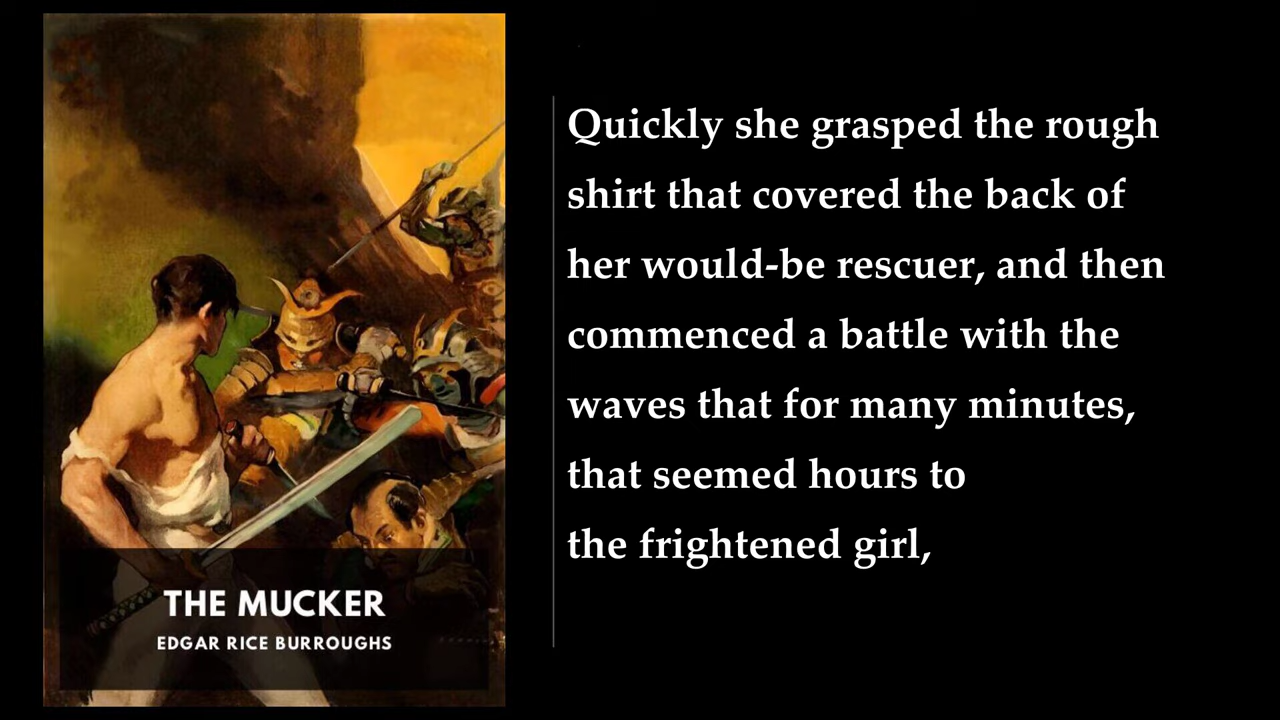 THE MUCKER
EDGAR RICE BURROUGHS
Quickly she grasped the rough
shirt that covered the back of
her would-be rescuer, and then
commenced a battle with the
waves that for many minutes,
that seemed hours to
the frightened girl,